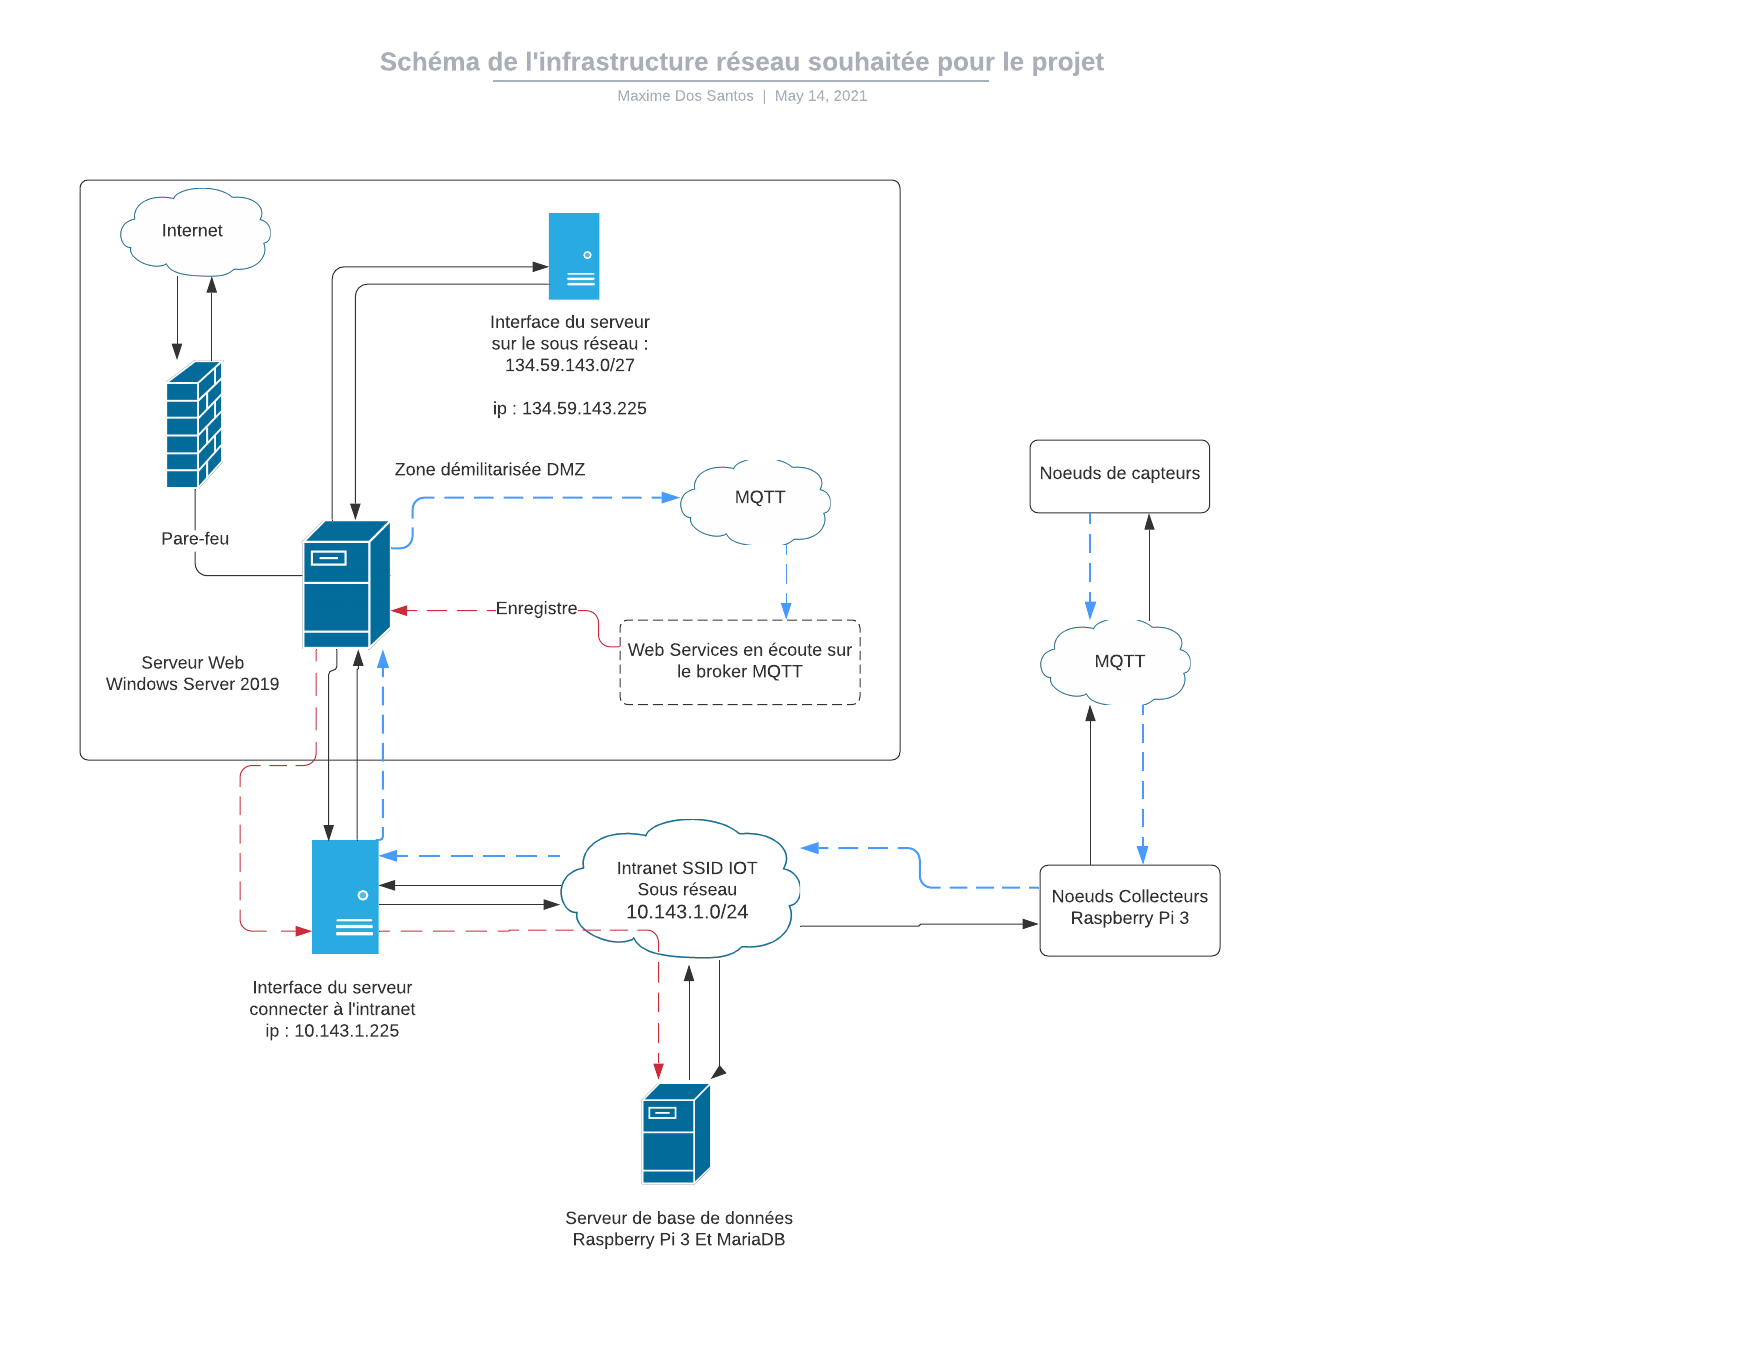 Schéma de l'infrastructure réseau souhaitée pour le projet
Maxime Dos Santos | May 14, 2021
Internet
Interface du serveur
sur le sous réseau :
134.59.143.0/27
ip : 134.59.143.225
Zone démilitarisée DMZ
MQTT
Pare-feu
Enregistre
Web Services en écoute sur
le broker MQTT
Serveur Web
Windows Server 2019
Noeuds de capteurs
MQTT
Intranet SSID IOT
Sous réseau
10.143.1.0/24
Noeuds Collecteurs
Raspberry Pi 3
Interface du serveur
connecter à l'intranet
ip : 10.143.1.225
Serveur de base de données
Raspberry Pi 3 Et MariaDB